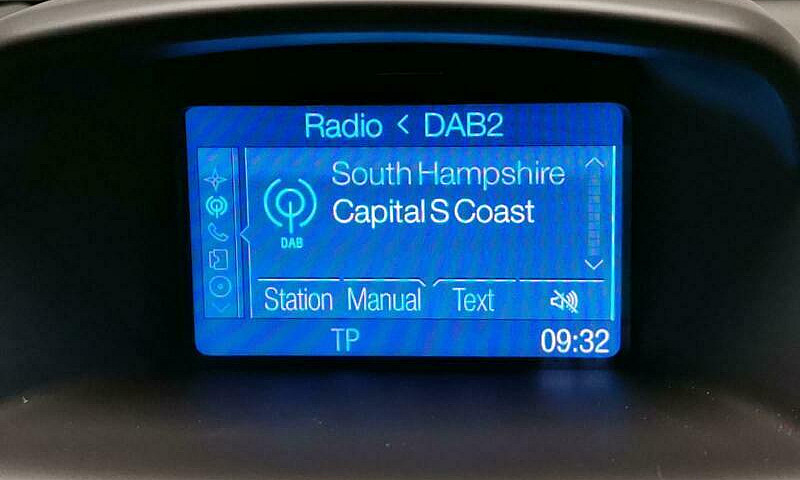 Radio < DAB2
South Hampshire
Capital S Coast
DAB
Station Manual Text
TP 09:32